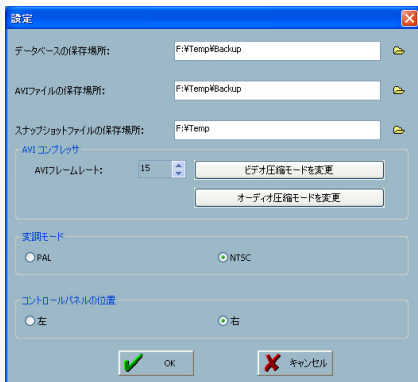 設定
データベースの保存場所: F:¥Temp¥Backup
AVIファイルの保存場所: F:¥Temp¥Backup
スナップショットファイルの保存場所: F:¥Temp
AVI コンプレッサ
AVIフレームレート: 15 ビデオ圧縮モードを変更
オーディオ圧縮モードを変更
変調モード
PAL NTSC
コントロールパネルの位置
左 右
OK キャンセル